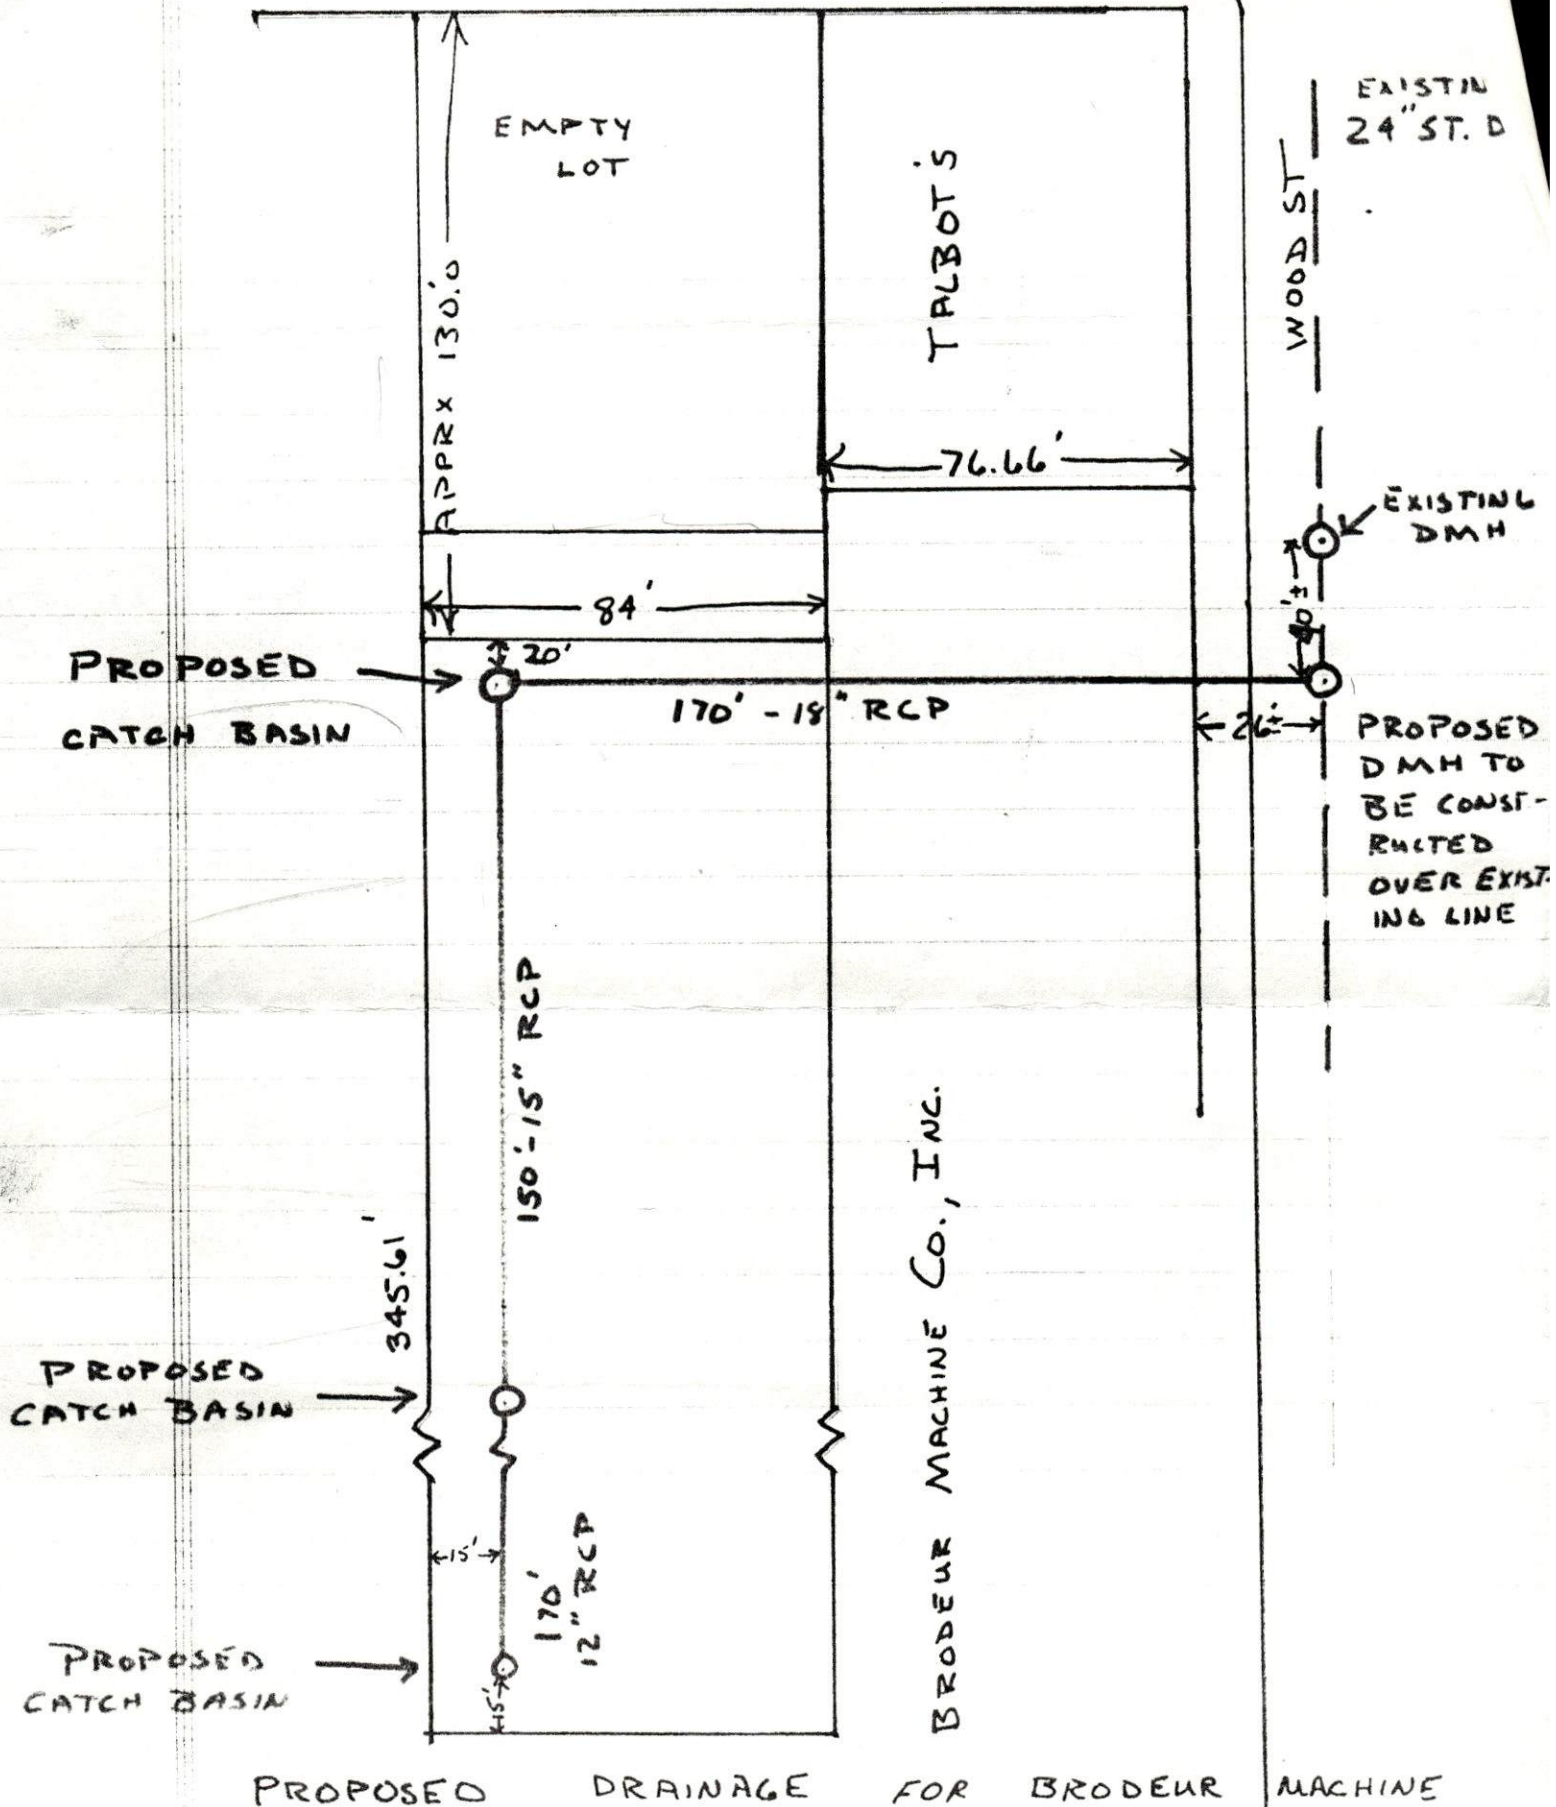 EMPTY
LOT
TALBOT'S
WOOD ST
EXISTIN
24" ST. D
APPRX 130.'0
76.66'
EXISTING
DMH
84'
40'±
20'
PROPOSED
CATCH BASIN
170' - 18" RCP
26'±
PROPOSED
DMH TO
BE CONST-
RUCTED
OVER EXIST-
ING LINE
150'-15" RCP
345.61'
PROPOSED
CATCH BASIN
BRODEUR MACHINE CO., INC.
15'
170'
12" RCP
PROPOSED
CATCH BASIN
15'
PROPOSED DRAINAGE FOR BRODEUR MACHINE